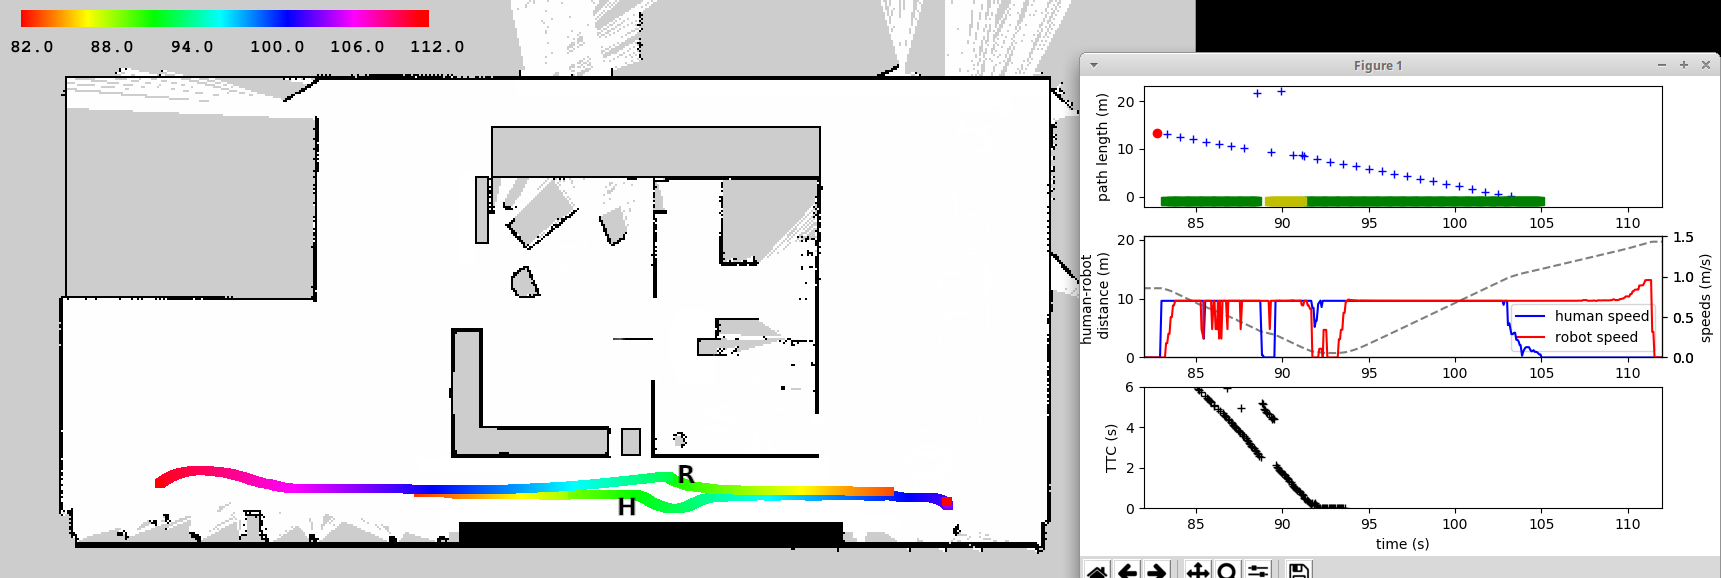 82.0 88.0 94.0 100.0 106.0 112.0
R
H
Figure 1
path length (m)
20
10
0
85 90 95 100 105 110
human-robot
distance (m)
20
10
0
1.5
1.0
0.5
0.0
speeds (m/s)
human speed
robot speed
85 90 95 100 105 110
TTC (s)
6
4
2
0
85 90 95 100 105 110
time (s)